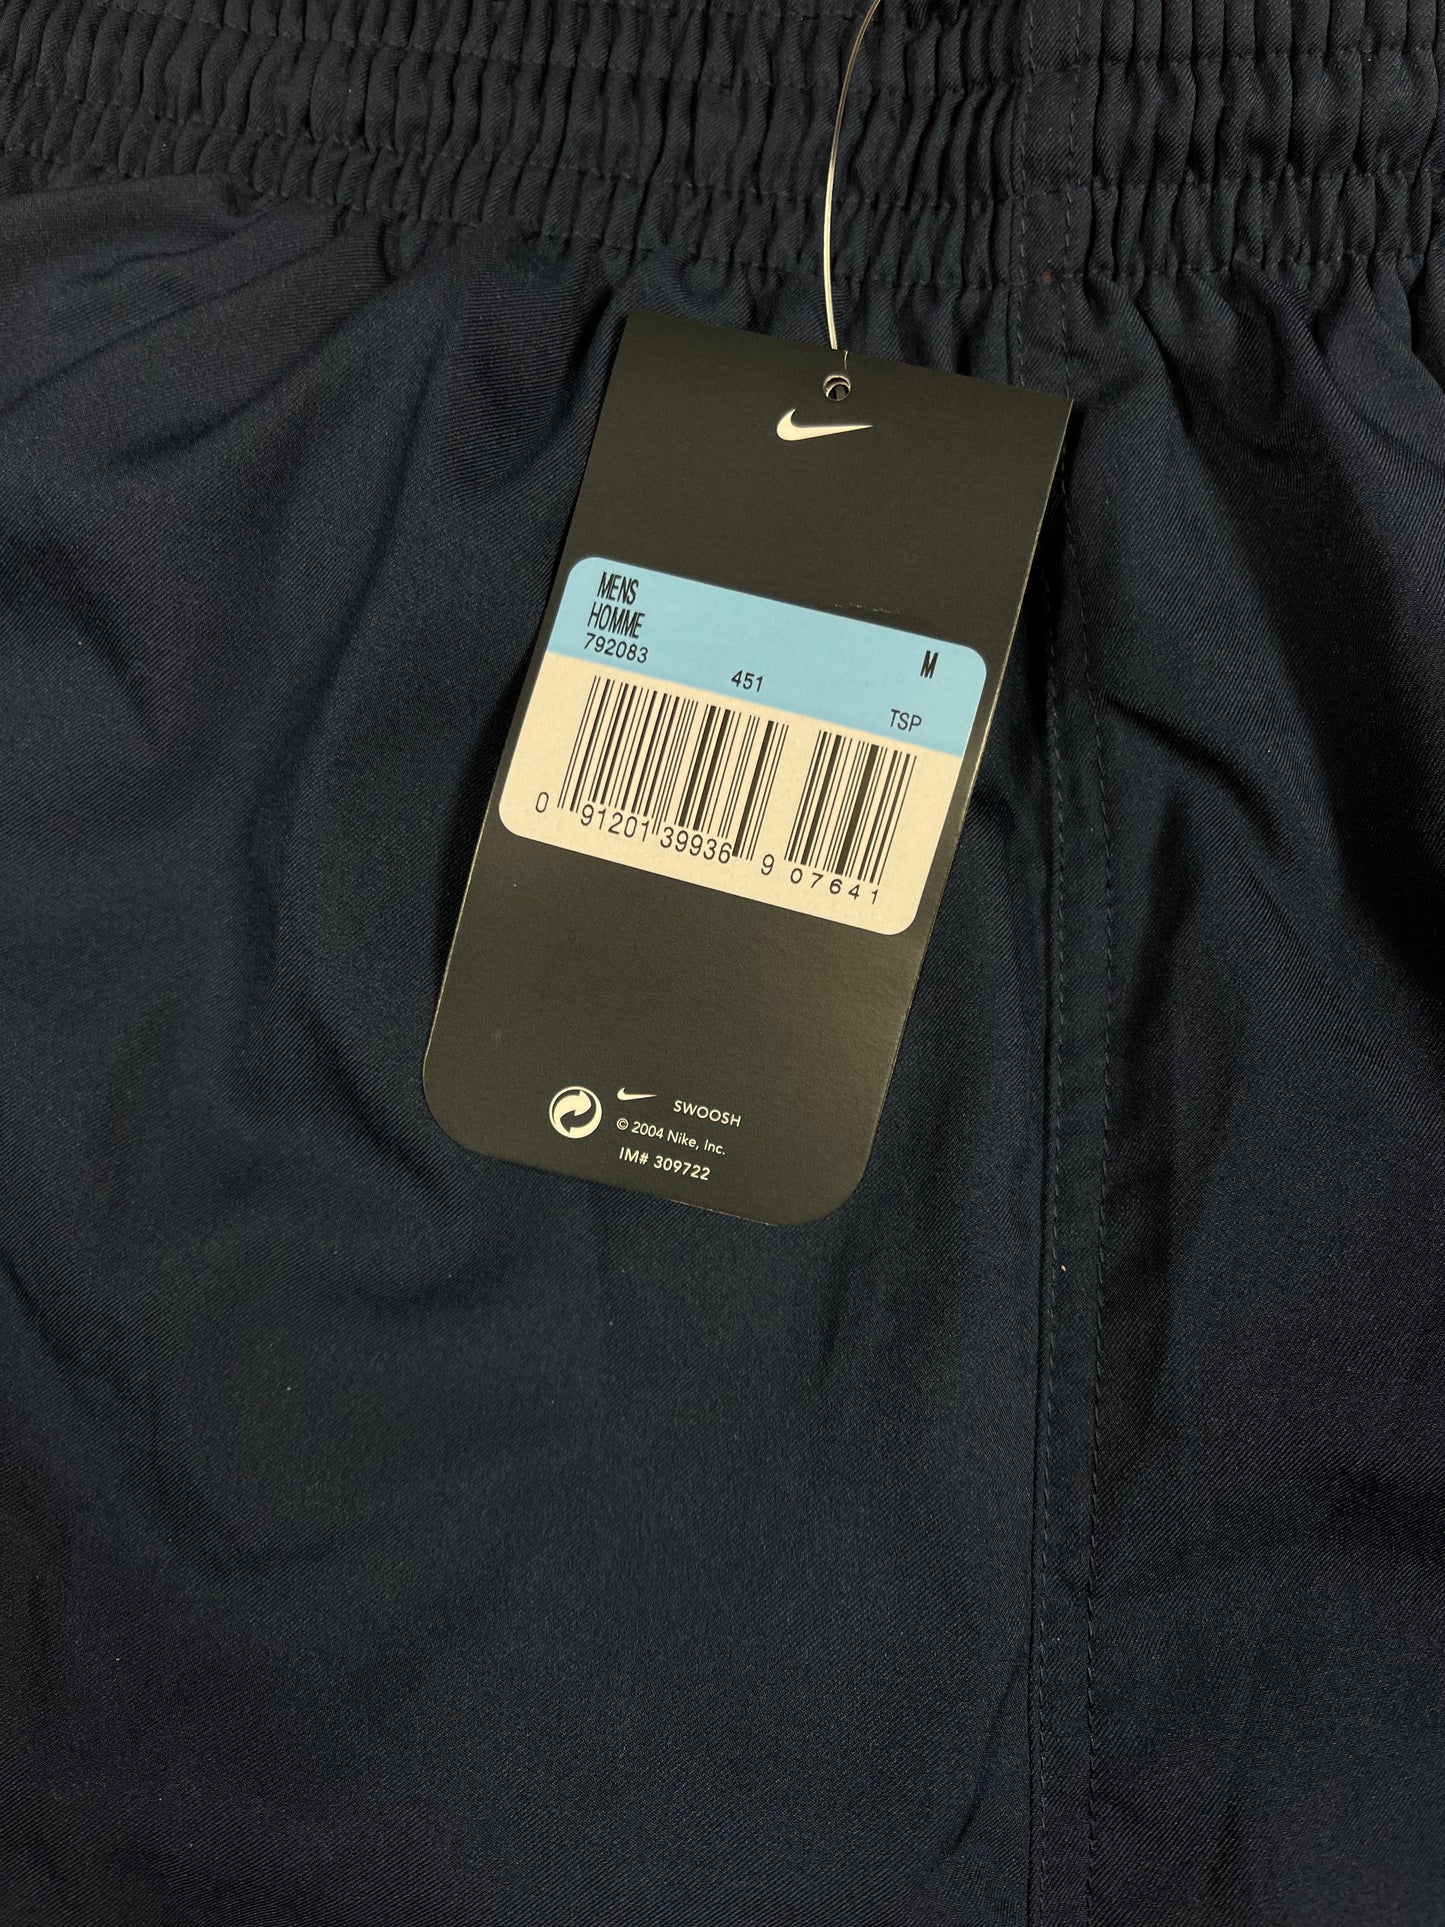 MENS
HOMME
792083
451
M
TSP
0 91201 39936 9 07641
SWOOSH
© 2004 Nike, Inc.
IM# 309722